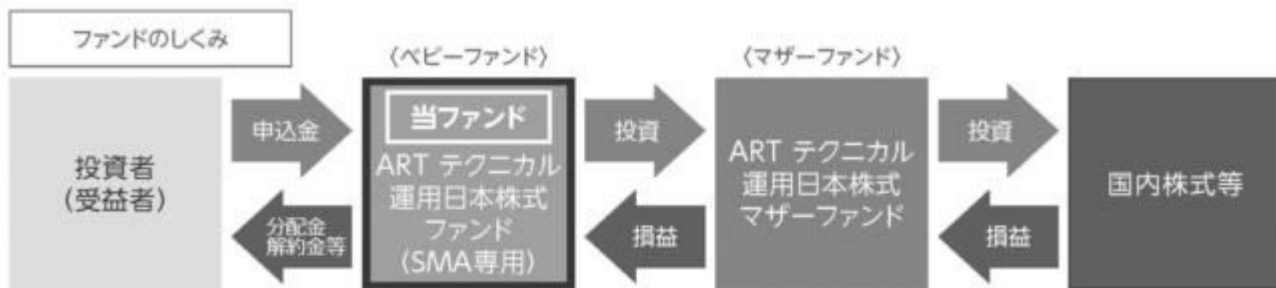 ファンドのしくみ
〈ベビーファンド〉
〈マザーファンド〉
投資者
(受益者)
申込金
分配金
解約金等
当ファンド
ART テクニカル
運用日本株式
ファンド
(SMA専用)
投資
損益
ART テクニカル
運用日本株式
マザーファンド
投資
損益
国内株式等